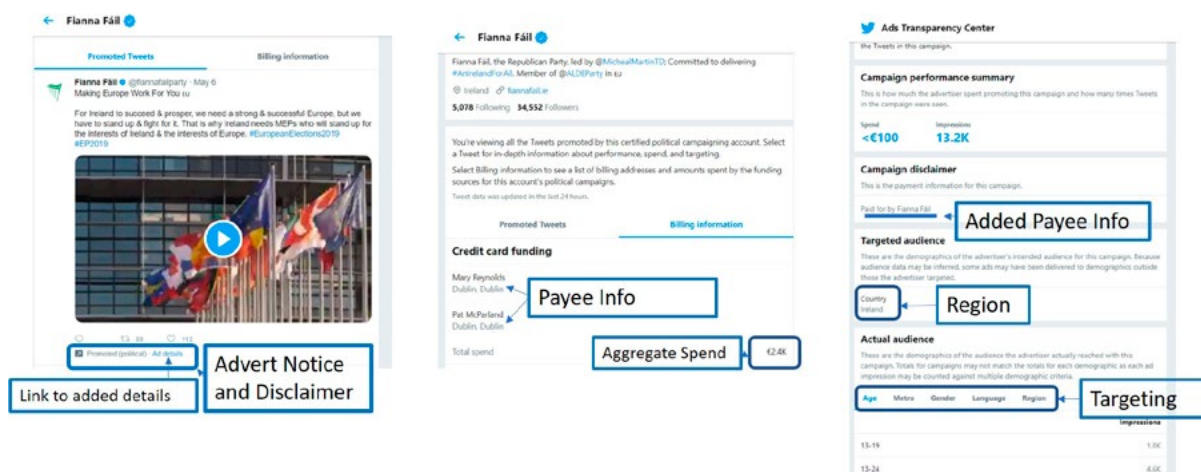 Fianna Fáil
Promoted Tweets
Billing information
Fianna Fáil @fiannafailparty · May 6
Making Europe Work For You EU
For Ireland to succeed & prosper, we need a strong & successful Europe, but we
have to stand up & fight for it. That is why Ireland needs MEPs who will stand up for
the interests of Ireland & the interests of Europe. #EuropeanElections2019
#EP2019
112
Promoted (political) · Ad details
Link to added details
Advert Notice
and Disclaimer
Fianna Fáil
Fianna Fáil, the Republican Party, led by @MichealMartinTD; Committed to delivering
#AnIrelandForAll. Member of @ALDEParty in EU
Ireland fiannafail.ie
5,078 Following 34,552 Followers
You're viewing all the Tweets promoted by this certified political campaigning account. Select
a Tweet for in-depth information about performance, spend, and targeting.
Select Billing information to see a list of billing addresses and amounts spent by the funding
sources for this account's political campaigns.
Tweet data was updated in the last 24 hours.
Promoted Tweets
Billing information
Credit card funding
Mary Reynolds
Dublin, Dublin
Pat McParland
Dublin, Dublin
Payee Info
Total spend
Aggregate Spend
€2.4K
Ads Transparency Center
the Tweets in this campaign.
Campaign performance summary
This is how much the advertiser spent promoting this campaign and how many times Tweets
in the campaign were seen.
Spend
Impressions
<€100
13.2K
Campaign disclaimer
This is the payment information for this campaign.
Paid for by Fianna Fáil
Added Payee Info
Targeted audience
These are the demographics of the advertiser's intended audience for this campaign. Because
audience data may be inferred, some ads may have been delivered to demographics outside
those the advertiser targeted.
Country
Ireland
Region
Actual audience
These are the demographics of the audience the advertiser actually reached with this
campaign. Totals for campaigns may not match the totals for each demographic as each ad
impression may be counted against multiple demographic criteria.
Age Metro Gender Language Region
Targeting
Impressions
13-19
13-24